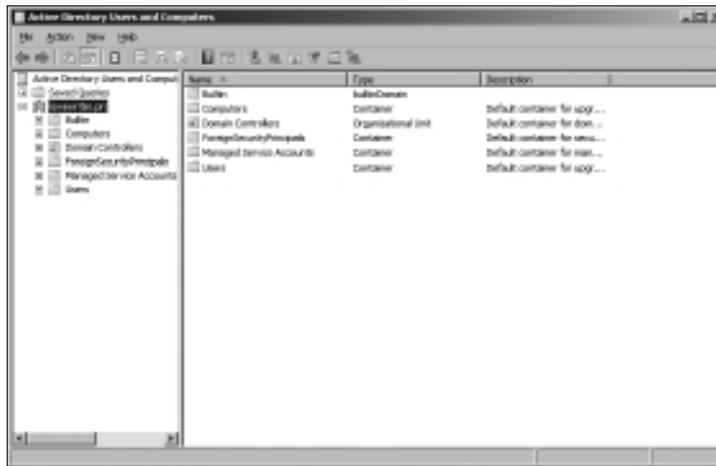 Active Directory Users and Computers
File Action View Help
Active Directory Users and Comput
Saved Queries
Builtin
Computers
Domain Controllers
ForeignSecurityPrincipals
Managed Service Accounts
Users
Name Type Description
Builtin builtinDomain
Computers Container Default container for upgr...
Domain Controllers Organizational Unit Default container for dom...
ForeignSecurityPrincipals Container Default container for secu...
Managed Service Accounts Container Default container for man...
Users Container Default container for upgr...